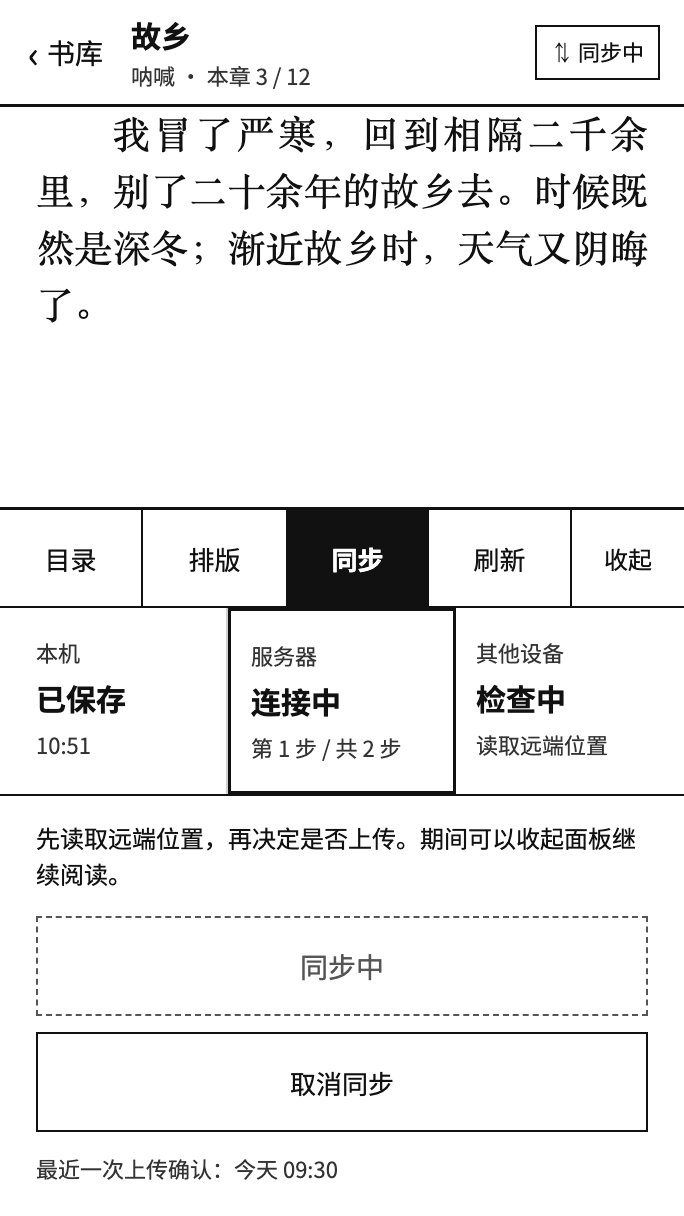 ‹ 书库
故乡
呐喊 · 本章 3 / 12
⇅ 同步中
我冒了严寒，回到相隔二千余
里，别了二十余年的故乡去。时候既
然是深冬；渐近故乡时，天气又阴晦
了。
目录
排版
同步
刷新
收起
本机
已保存
10:51
服务器
连接中
第 1 步 / 共 2 步
其他设备
检查中
读取远端位置
先读取远端位置，再决定是否上传。期间可以收起面板继
续阅读。
同步中
取消同步
最近一次上传确认：今天 09:30